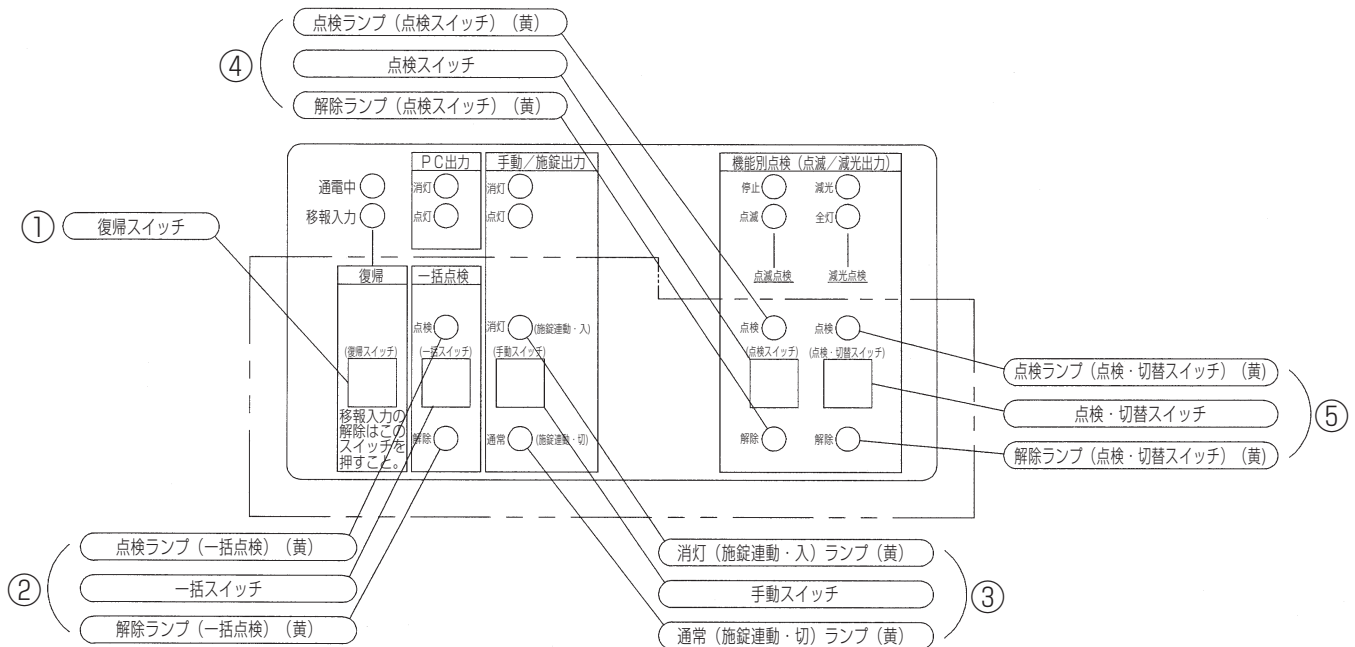 点検ランプ（点検スイッチ）（黄）
④
点検スイッチ
解除ランプ（点検スイッチ）（黄）
PC出力
手動／施錠出力
機能別点検（点滅／減光出力）
通電中
消灯
消灯
停止
減光
移報入力
点灯
点灯
点滅
全灯
① 復帰スイッチ
復帰
一括点検
点滅点検
減光点検
点検
消灯
(施錠連動・入)
点検
点検
(復帰スイッチ)
(一括スイッチ)
(手動スイッチ)
(点検スイッチ)
(点検・切替スイッチ)
点検ランプ（点検・切替スイッチ）（黄）
点検・切替スイッチ
⑤
移報入力の
解除はこの
スイッチを
押すこと。
解除
通常
(施錠連動・切)
解除
解除
解除ランプ（点検・切替スイッチ）（黄）
点検ランプ（一括点検）（黄）
②
一括スイッチ
解除ランプ（一括点検）（黄）
消灯（施錠連動・入）ランプ（黄）
手動スイッチ
③
通常（施錠連動・切）ランプ（黄）